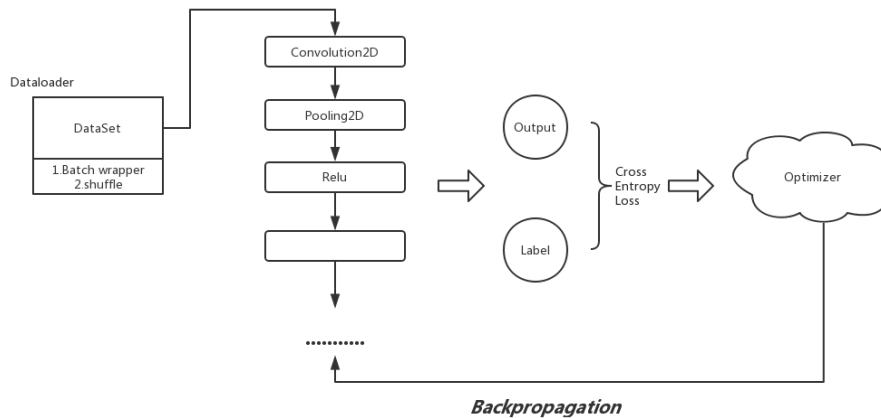 Dataloader
DataSet
1.Batch wrapper
2.shuffle
Convolution2D
Pooling2D
Relu
...........
Output
Label
Cross
Entropy
Loss
Optimizer
Backpropagation